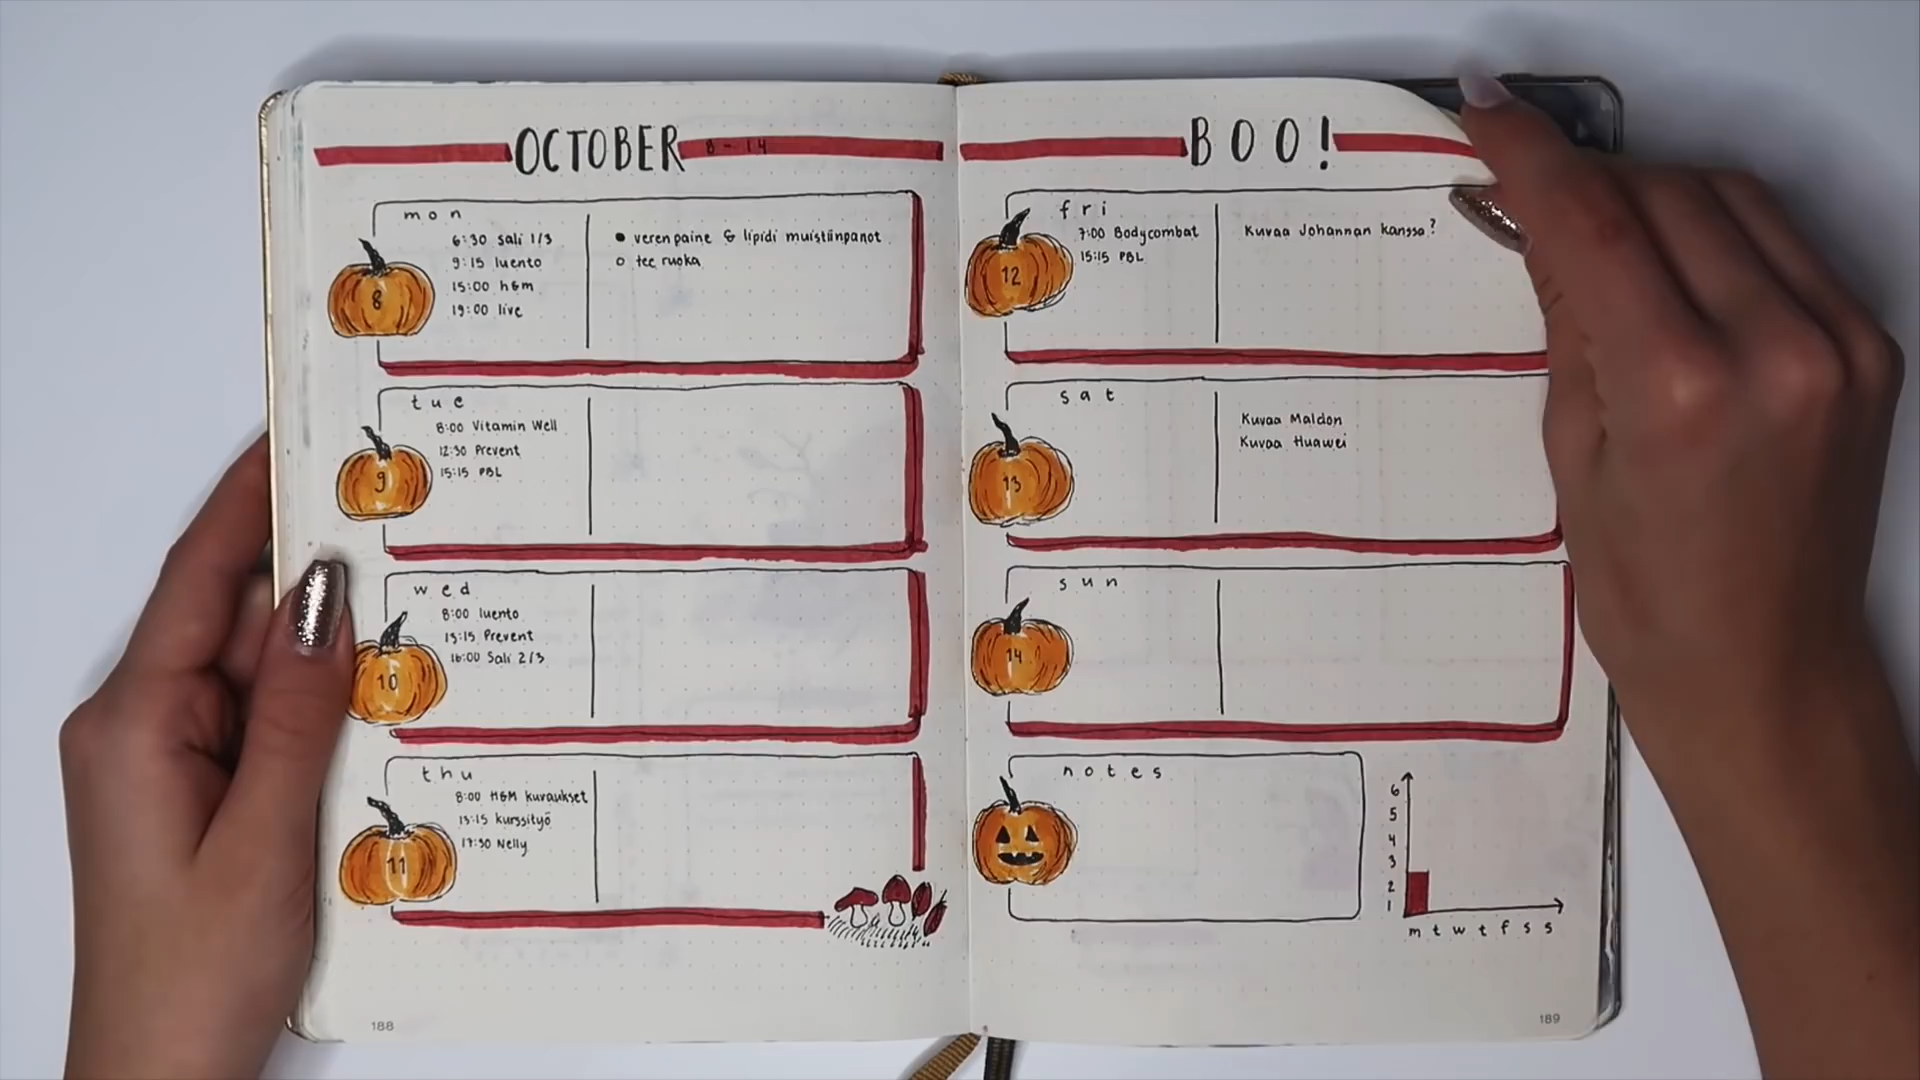 OCTOBER 8 - 14
mon
8
6:30 sali 1/3
9:15 luento
15:00 h&m
19:00 live
• verenpaine & lipidi muistiinpanot
o tee ruoka
tue
9
8:00 Vitamin Well
12:30 Prevent
15:15 PBL
wed
10
8:00 luento
15:15 Prevent
16:00 Sali 2/3
thu
11
8:00 H&M kuvaukset
15:15 kurssityö
17:30 Nelly
188
BOO!
fri
12
7:00 Bodycombat
15:15 PBL
Kuvaa Johannan kanssa?
sat
13
Kuvaa Maldon
Kuvaa Huawei
sun
14
notes
6
5
4
3
2
1
m t w t f s s
189